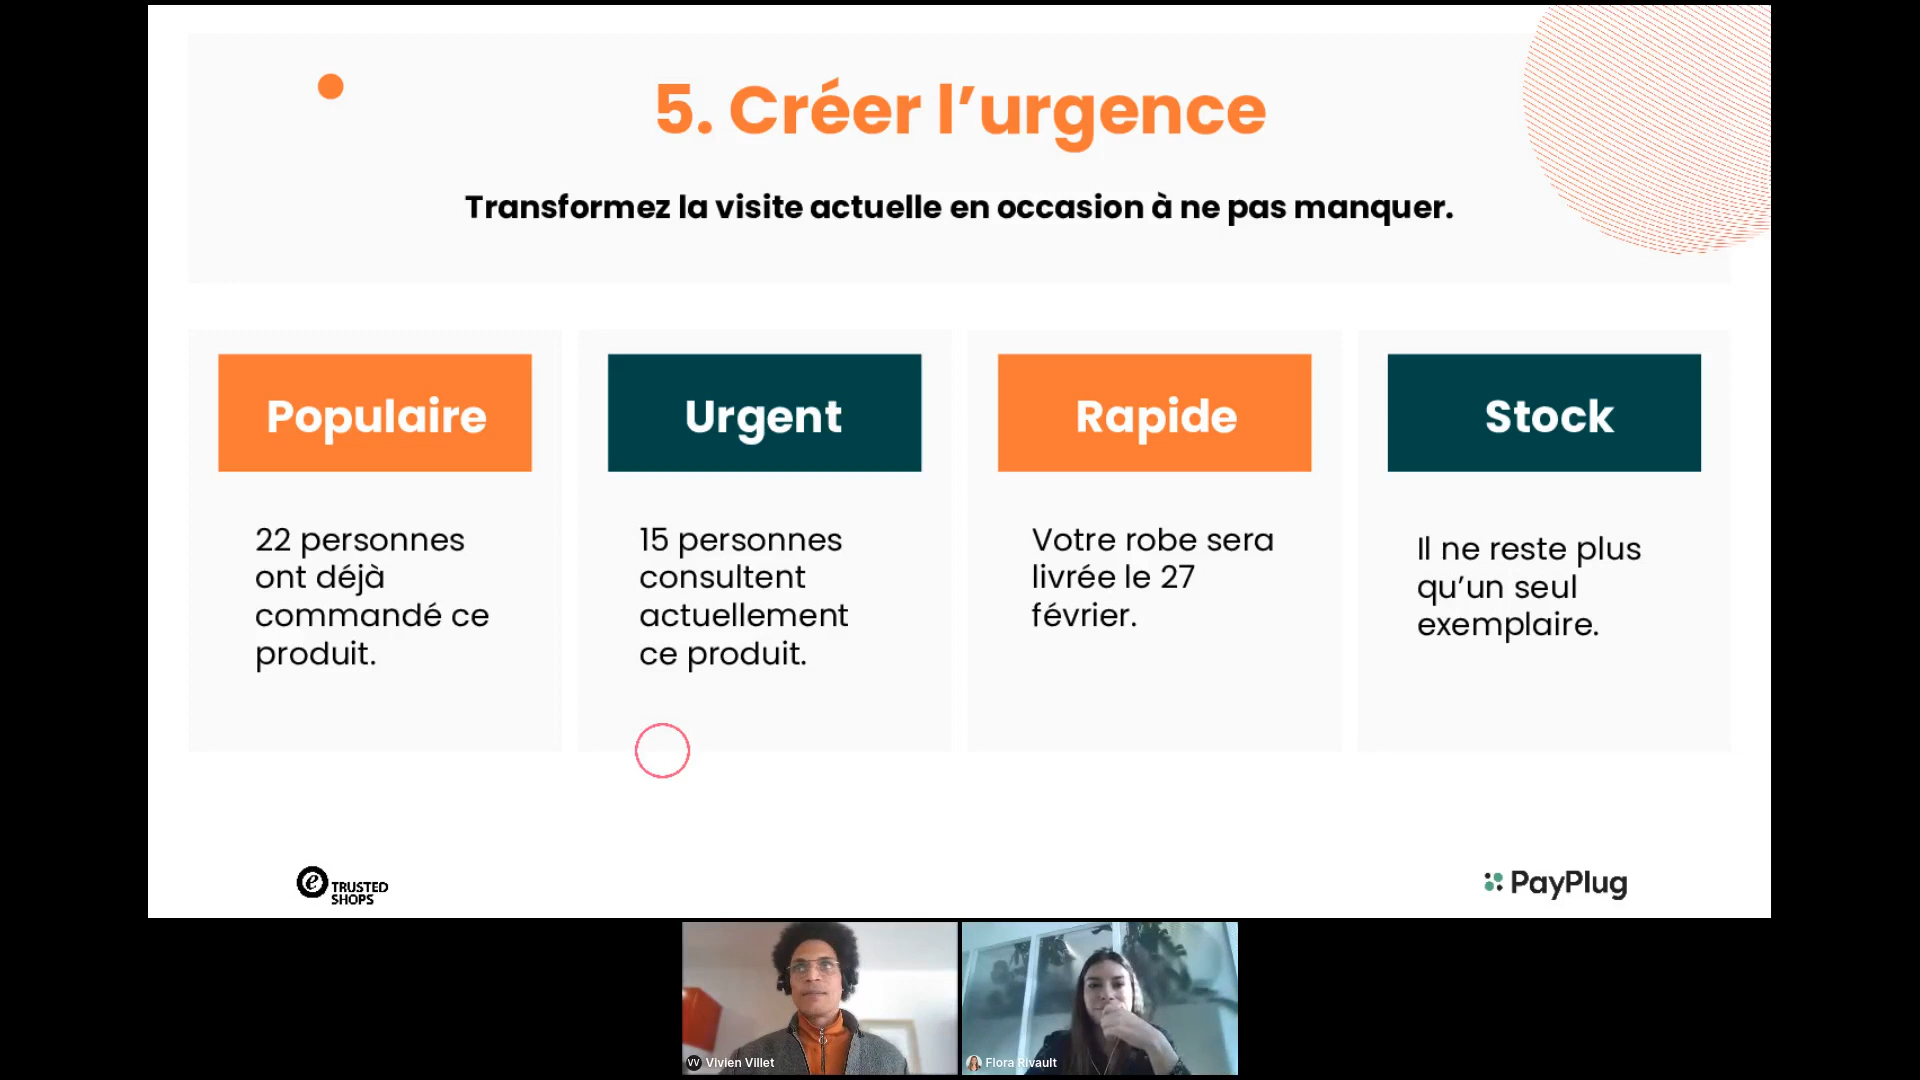 5. Créer l’urgence
Transformez la visite actuelle en occasion à ne pas manquer.
Populaire
22 personnes
ont déjà
commandé ce
produit.
Urgent
15 personnes
consultent
actuellement
ce produit.
Rapide
Votre robe sera
livrée le 27
février.
Stock
Il ne reste plus
qu’un seul
exemplaire.
e TRUSTED
SHOPS
PayPlug
VV Vivien Villet
Flora Rivault